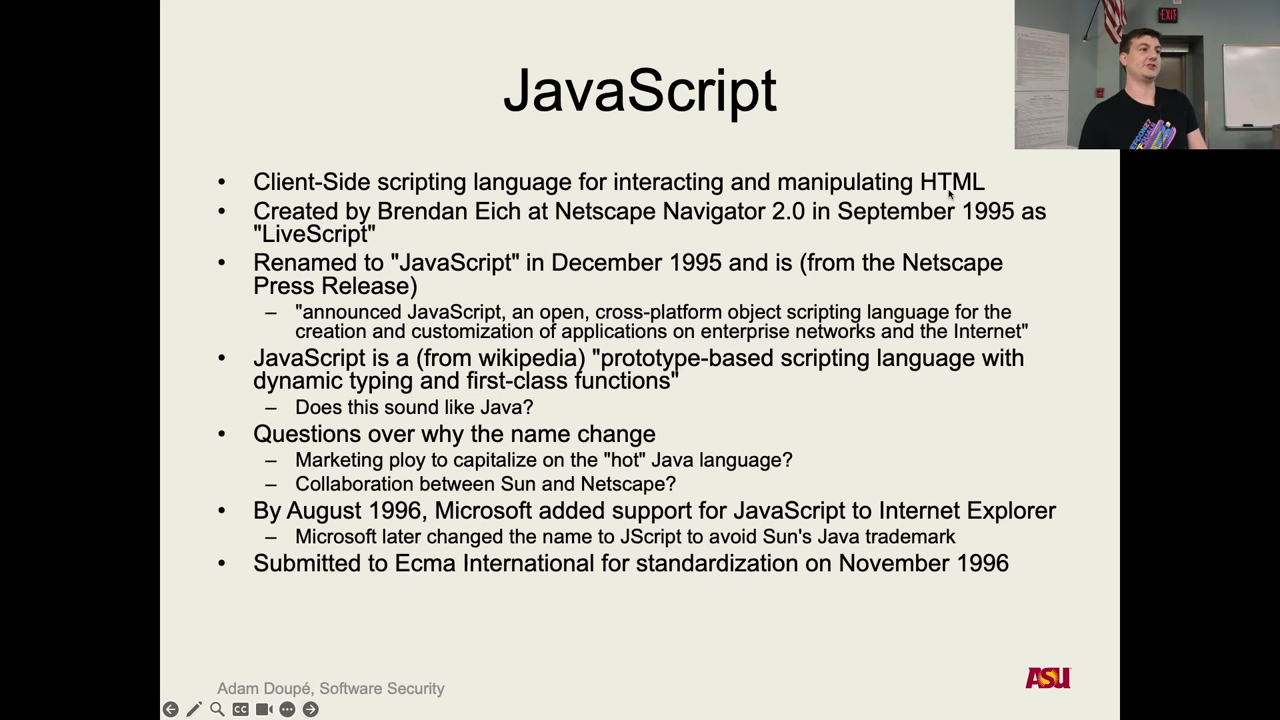 EXIT
JavaScript
• Client-Side scripting language for interacting and manipulating HTML
• Created by Brendan Eich at Netscape Navigator 2.0 in September 1995 as
"LiveScript"
• Renamed to "JavaScript" in December 1995 and is (from the Netscape
Press Release)
– "announced JavaScript, an open, cross-platform object scripting language for the
creation and customization of applications on enterprise networks and the Internet"
• JavaScript is a (from wikipedia) "prototype-based scripting language with
dynamic typing and first-class functions"
– Does this sound like Java?
• Questions over why the name change
– Marketing ploy to capitalize on the "hot" Java language?
– Collaboration between Sun and Netscape?
• By August 1996, Microsoft added support for JavaScript to Internet Explorer
– Microsoft later changed the name to JScript to avoid Sun's Java trademark
• Submitted to Ecma International for standardization on November 1996
Adam Doupé, Software Security
ASU
CC